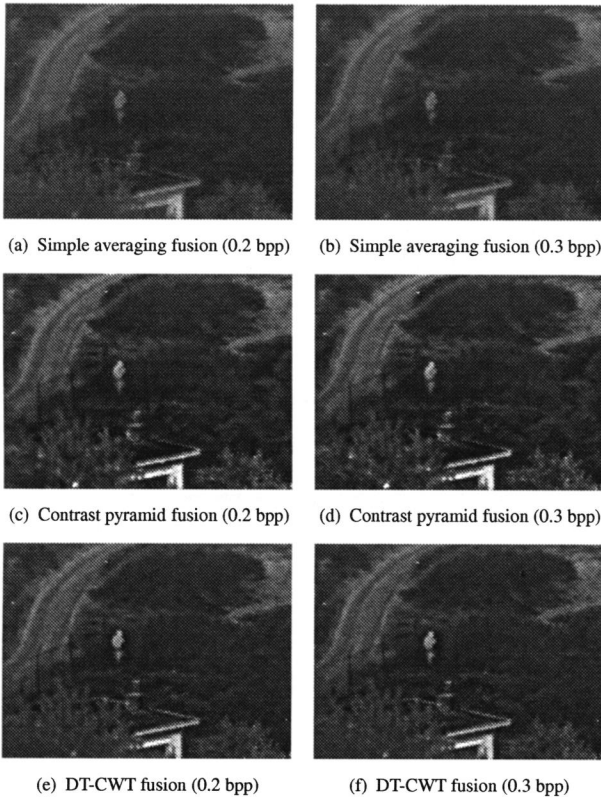 (a) Simple averaging fusion (0.2 bpp)
(b) Simple averaging fusion (0.3 bpp)
(c) Contrast pyramid fusion (0.2 bpp)
(d) Contrast pyramid fusion (0.3 bpp)
(e) DT-CWT fusion (0.2 bpp)
(f) DT-CWT fusion (0.3 bpp)